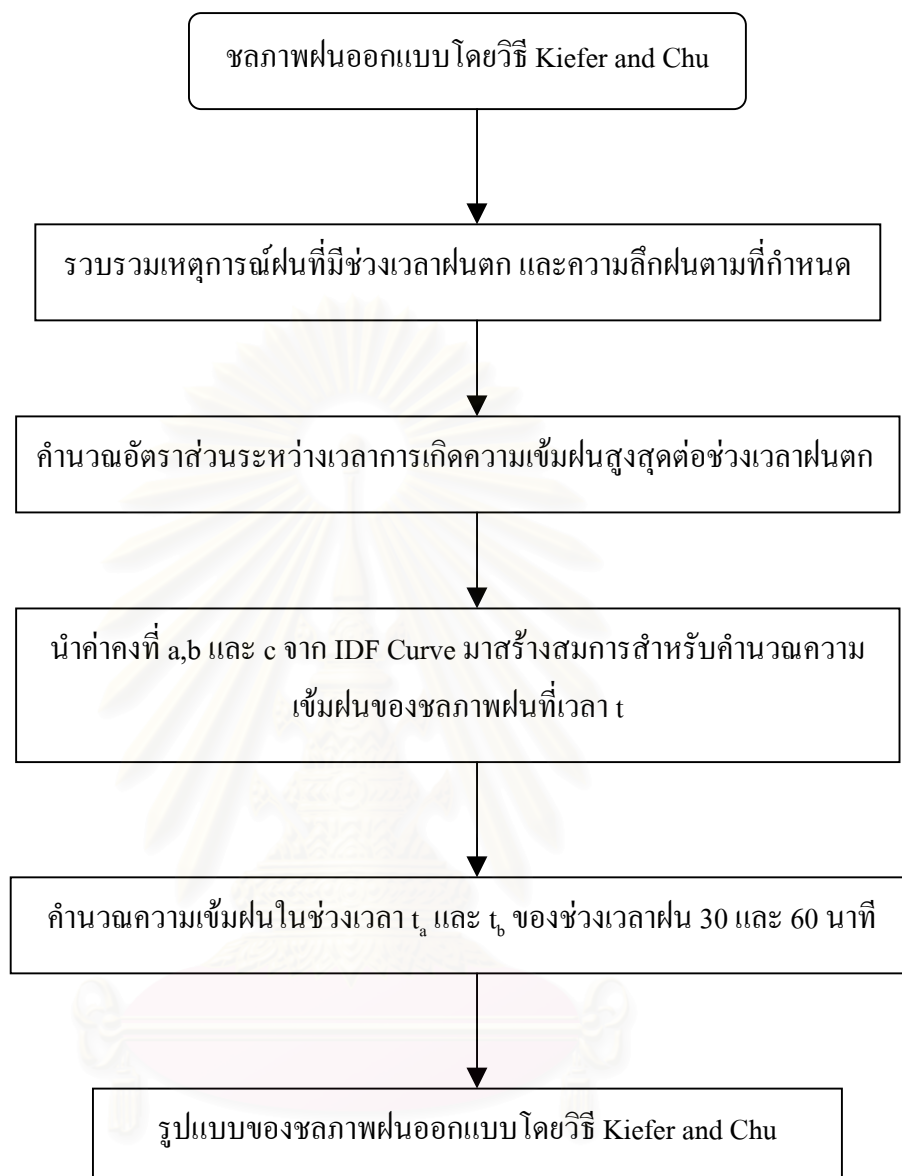 ชลภาพฝนออกแบบโดยวิธี Kiefer and Chu
รวบรวมเหตุการณ์ฝนที่มีช่วงเวลาฝนตก และความลึกฝนตามที่กำหนด
คำนวณอัตราส่วนระหว่างเวลาการเกิดความเข้มฝนสูงสุดต่อช่วงเวลาฝนตก
นำค่าคงที่ a,b และ c จาก IDF Curve มาสร้างสมการสำหรับคำนวณความ
เข้มฝนของชลภาพฝนที่เวลา t
คำนวณความเข้มฝนในช่วงเวลา tₐ และ t_b ของช่วงเวลาฝน 30 และ 60 นาที
รูปแบบของชลภาพฝนออกแบบโดยวิธี Kiefer and Chu